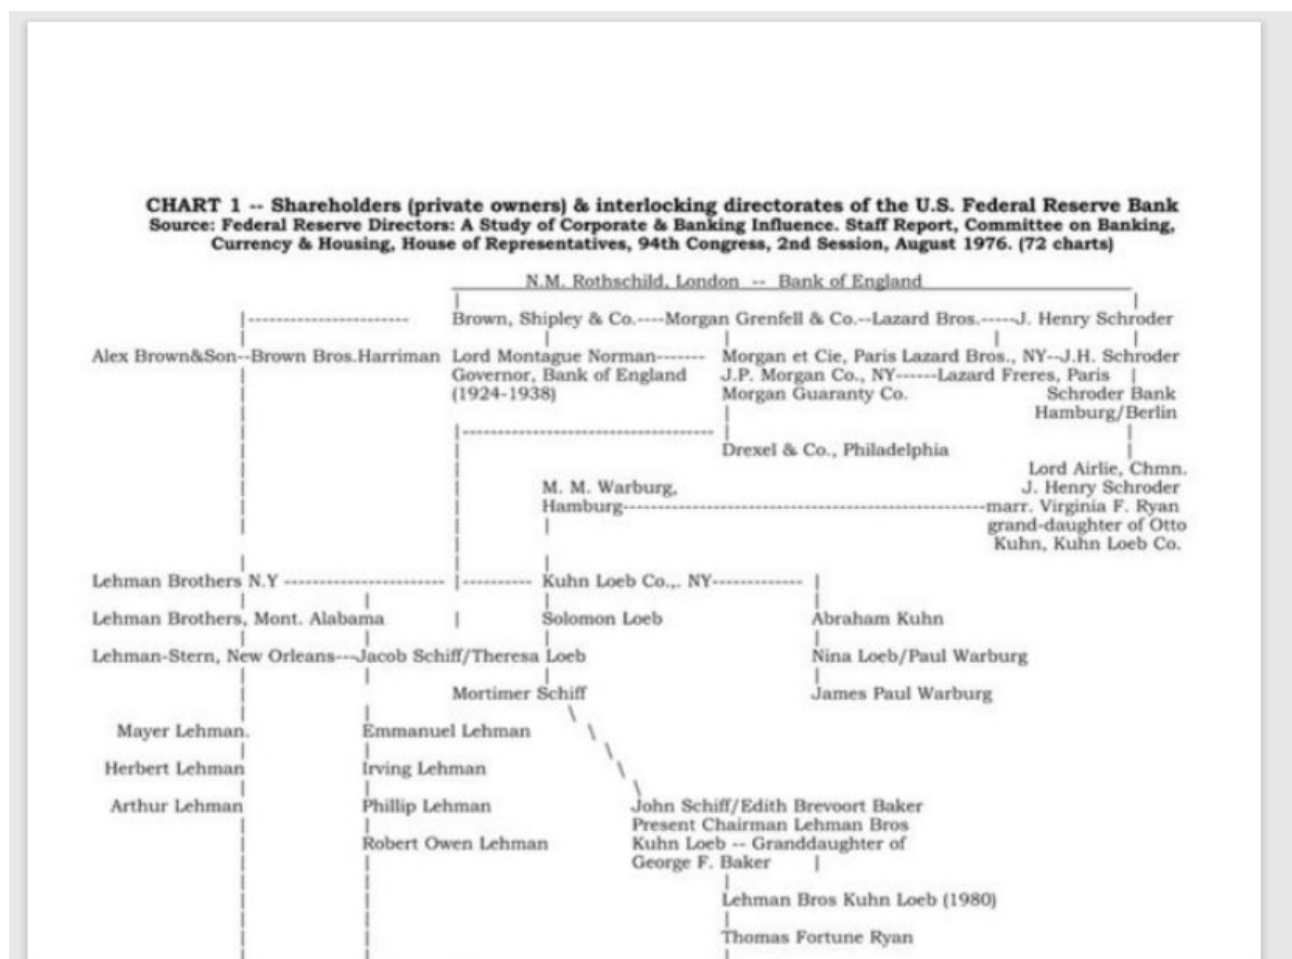 CHART 1 -- Shareholders (private owners) & interlocking directorates of the U.S. Federal Reserve Bank
Source: Federal Reserve Directors: A Study of Corporate & Banking Influence. Staff Report, Committee on Banking,
Currency & Housing, House of Representatives, 94th Congress, 2nd Session, August 1976. (72 charts)
N.M. Rothschild, London -- Bank of England
Brown, Shipley & Co.----Morgan Grenfell & Co.--Lazard Bros.-----J. Henry Schroder
Alex Brown&Son--Brown Bros.Harriman Lord Montague Norman------- Morgan et Cie, Paris Lazard Bros., NY--J.H. Schroder
Governor, Bank of England J.P. Morgan Co., NY------Lazard Freres, Paris
(1924-1938) Morgan Guaranty Co. Schroder Bank
Hamburg/Berlin
Drexel & Co., Philadelphia
Lord Airlie, Chmn.
M. M. Warburg, J. Henry Schroder
Hamburg----------------------------------------marr. Virginia F. Ryan
grand-daughter of Otto
Kuhn, Kuhn Loeb Co.
Lehman Brothers N.Y ------------------ |---------- Kuhn Loeb Co.,. NY------------- |
Lehman Brothers, Mont. Alabama | Solomon Loeb Abraham Kuhn
Lehman-Stern, New Orleans---Jacob Schiff/Theresa Loeb Nina Loeb/Paul Warburg
Mortimer Schiff James Paul Warburg
Mayer Lehman. Emmanuel Lehman
Herbert Lehman Irving Lehman
Arthur Lehman Phillip Lehman John Schiff/Edith Brevoort Baker
Present Chairman Lehman Bros
Robert Owen Lehman Kuhn Loeb -- Granddaughter of
George F. Baker
Lehman Bros Kuhn Loeb (1980)
Thomas Fortune Ryan